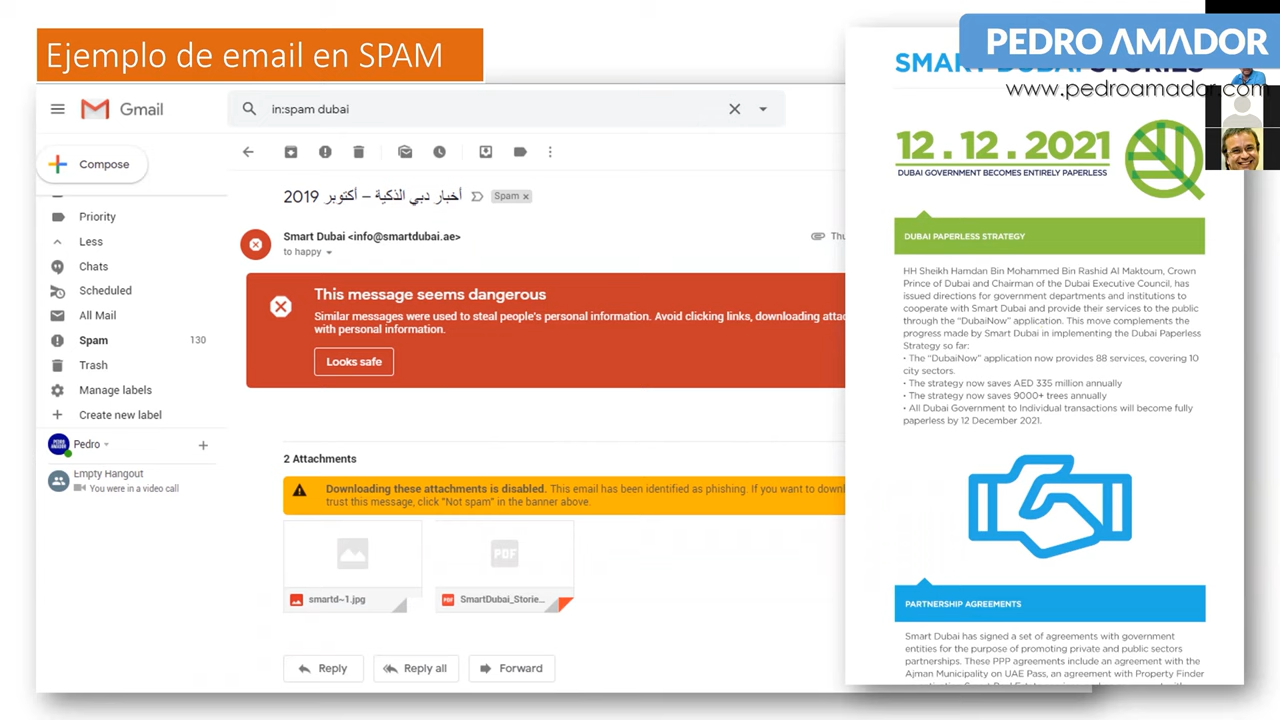 Ejemplo de email en SPAM
Gmail
in:spam dubai
Compose
أخبار دبي الذكية – أكتوبر 2019
Spam x
Priority
Less
Chats
Scheduled
All Mail
Spam 130
Trash
Manage labels
Create new label
Pedro
Empty Hangout
You were in a video call
Smart Dubai <info@smartdubai.ae>
to happy
Thu
This message seems dangerous
Similar messages were used to steal people's personal information. Avoid clicking links, downloading atta
with personal information.
Looks safe
2 Attachments
Downloading these attachments is disabled. This email has been identified as phishing. If you want to downl
trust this message, click "Not spam" in the banner above.
PDF
smartd~1.jpg
PDF
SmartDubai_Storie...
Reply
Reply all
Forward
PEDRO AMADOR
www.pedroamador.com
SMART DUBAI STORIES
12.12.2021
DUBAI GOVERNMENT BECOMES ENTIRELY PAPERLESS
DUBAI PAPERLESS STRATEGY
HH Sheikh Hamdan Bin Mohammed Bin Rashid Al Maktoum, Crown
Prince of Dubai and Chairman of the Dubai Executive Council, has
issued directions for government departments and institutions to
cooperate with Smart Dubai and provide their services to the public
through the "DubaiNow" application. This move complements the
progress made by Smart Dubai in implementing the Dubai Paperless
Strategy so far:
• The "DubaiNow" application now provides 88 services, covering 10
city sectors.
• The strategy now saves AED 335 million annually
• The strategy now saves 9000+ trees annually
• All Dubai Government to Individual transactions will become fully
paperless by 12 December 2021.
PARTNERSHIP AGREEMENTS
Smart Dubai has signed a set of agreements with government
entities for the purpose of promoting private and public sectors
partnerships. These PPP agreements include an agreement with the
Ajman Municipality on UAE Pass, an agreement with Property Finder